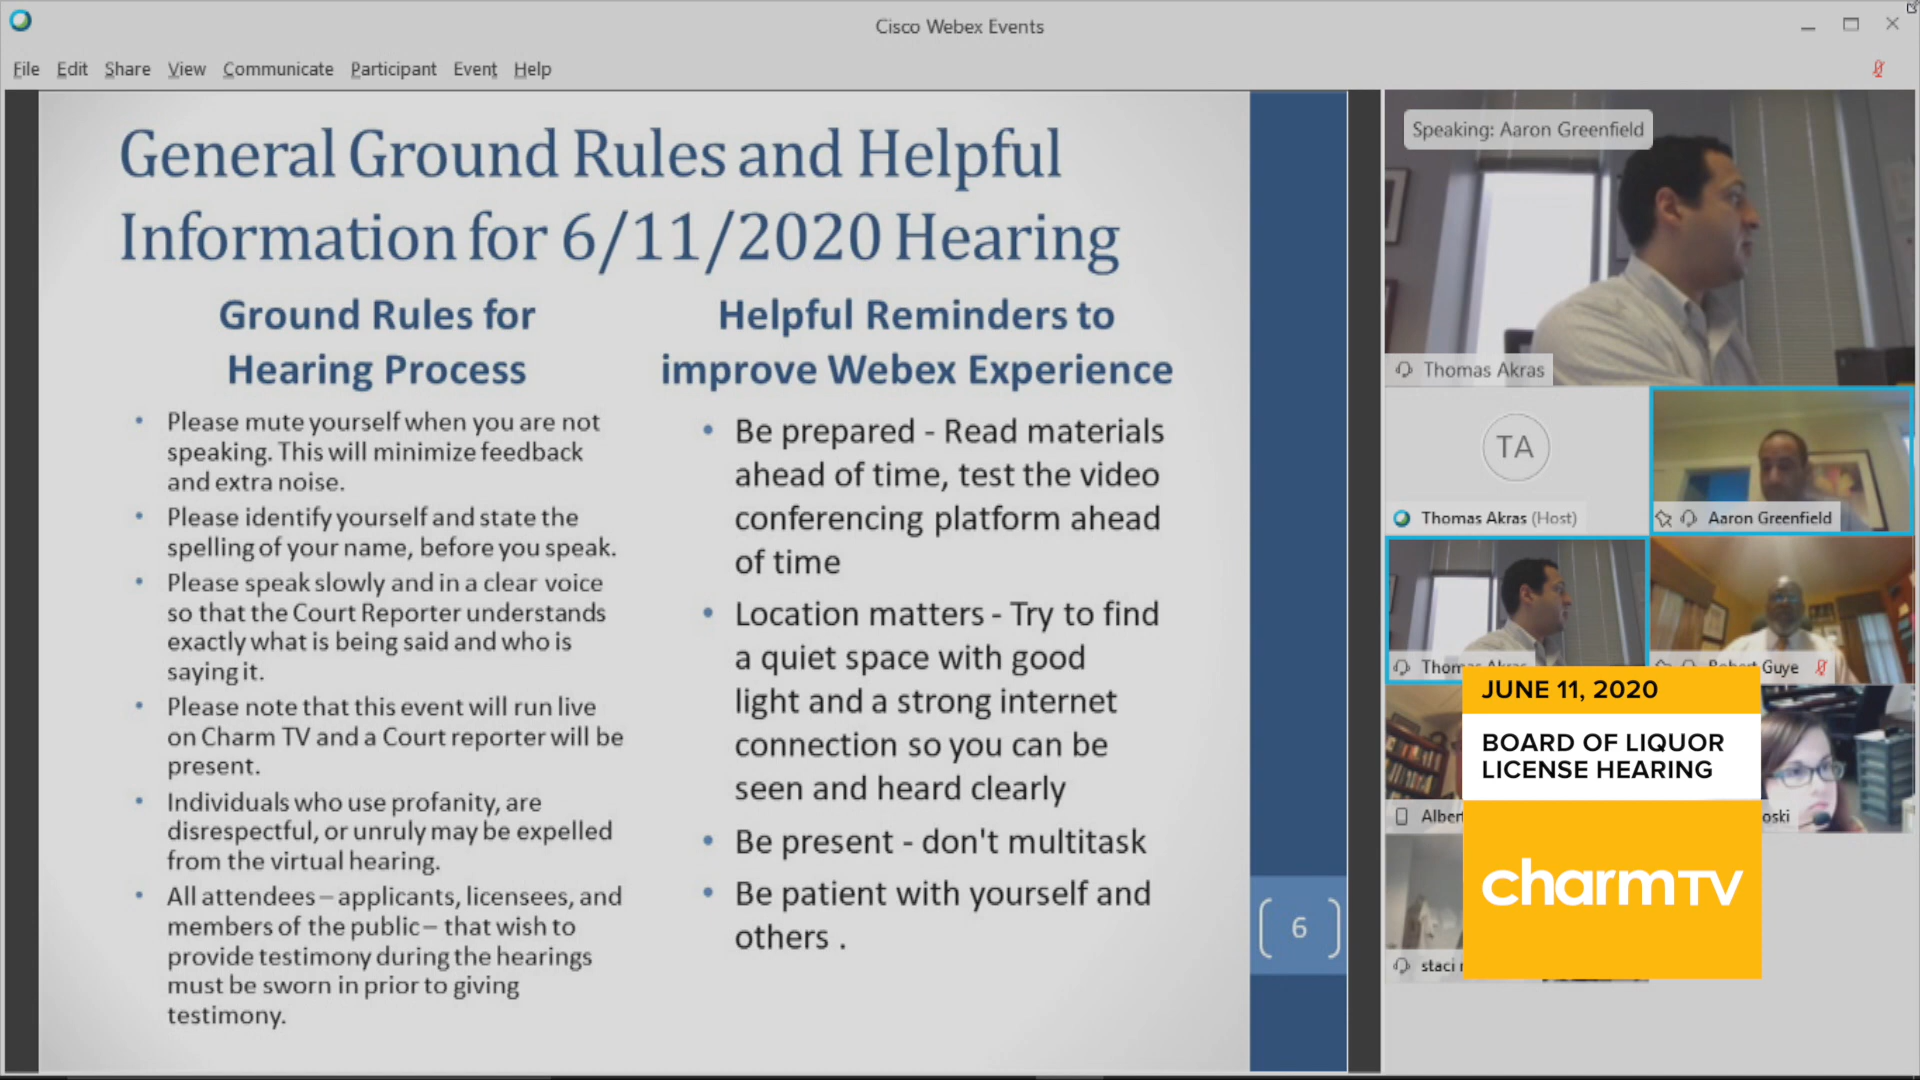 Cisco Webex Events
File Edit Share View Communicate Participant Event Help
General Ground Rules and Helpful
Information for 6/11/2020 Hearing
Ground Rules for
Hearing Process
• Please mute yourself when you are not
speaking. This will minimize feedback
and extra noise.
• Please identify yourself and state the
spelling of your name, before you speak.
• Please speak slowly and in a clear voice
so that the Court Reporter understands
exactly what is being said and who is
saying it.
• Please note that this event will run live
on Charm TV and a Court reporter will be
present.
• Individuals who use profanity, are
disrespectful, or unruly may be expelled
from the virtual hearing.
• All attendees – applicants, licensees, and
members of the public – that wish to
provide testimony during the hearings
must be sworn in prior to giving
testimony.
Helpful Reminders to
improve Webex Experience
• Be prepared - Read materials
ahead of time, test the video
conferencing platform ahead
of time
• Location matters - Try to find
a quiet space with good
light and a strong internet
connection so you can be
seen and heard clearly
• Be present - don't multitask
• Be patient with yourself and
others .
6
Speaking: Aaron Greenfield
Thomas Akras
TA
Thomas Akras (Host)
Aaron Greenfield
Guye
JUNE 11, 2020
BOARD OF LIQUOR
LICENSE HEARING
oski
charmTV
staci